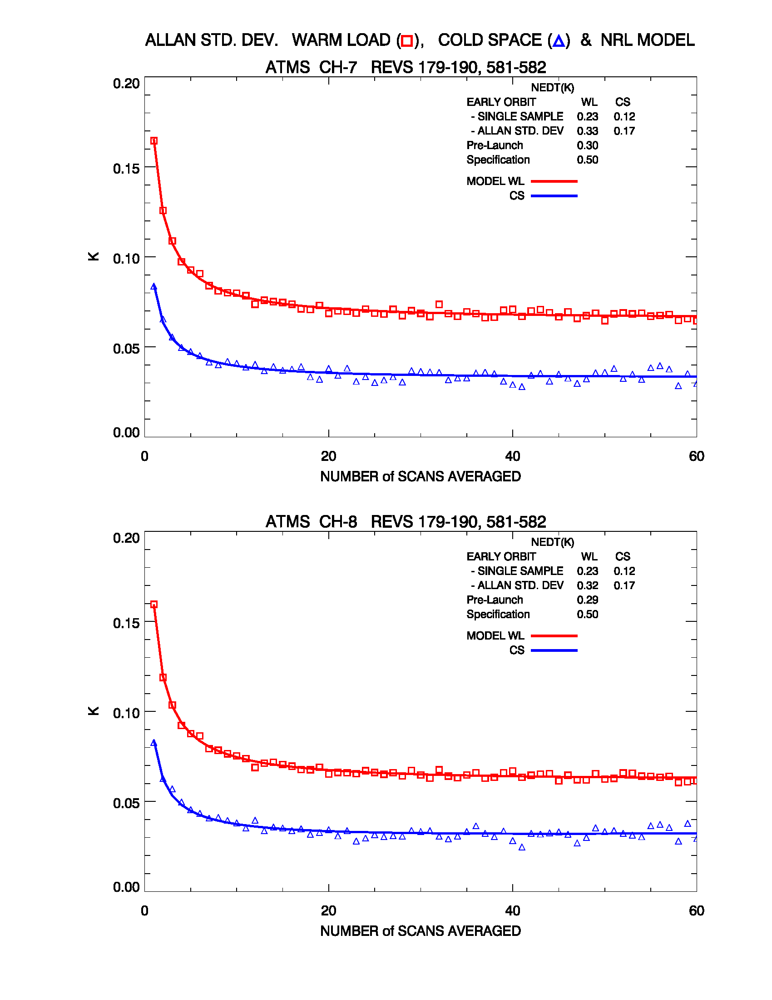 ALLAN STD. DEV. WARM LOAD (□), COLD SPACE (△) & NRL MODEL
ATMS CH-7 REVS 179-190, 581-582
0.20
0.15
0.10
0.05
0.00
K
NEDT(K)
EARLY ORBIT WL CS
- SINGLE SAMPLE 0.23 0.12
- ALLAN STD. DEV 0.33 0.17
Pre-Launch 0.30
Specification 0.50
MODEL WL
CS
0 20 40 60
NUMBER of SCANS AVERAGED
ATMS CH-8 REVS 179-190, 581-582
0.20
0.15
0.10
0.05
0.00
K
NEDT(K)
EARLY ORBIT WL CS
- SINGLE SAMPLE 0.23 0.12
- ALLAN STD. DEV 0.32 0.17
Pre-Launch 0.29
Specification 0.50
MODEL WL
CS
0 20 40 60
NUMBER of SCANS AVERAGED